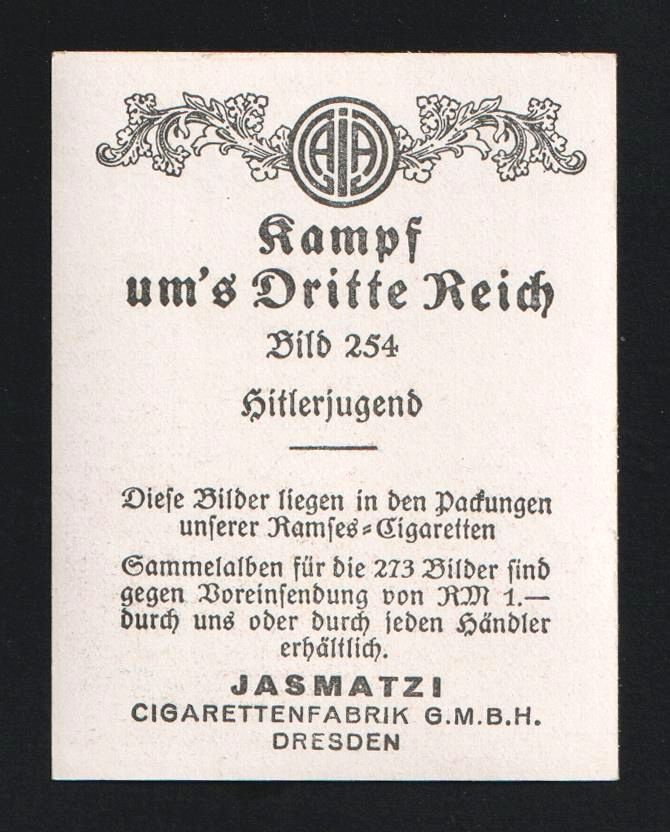 Kampf
um's Dritte Reich
Bild 254
Hitlerjugend
Diese Bilder liegen in den Packungen
unserer Ramses=Cigaretten
Sammelalben für die 273 Bilder sind
gegen Voreinsendung von RM 1.—
durch uns oder durch jeden Händler
erhältlich.
JASMATZI
CIGARETTENFABRIK G.M.B.H.
DRESDEN